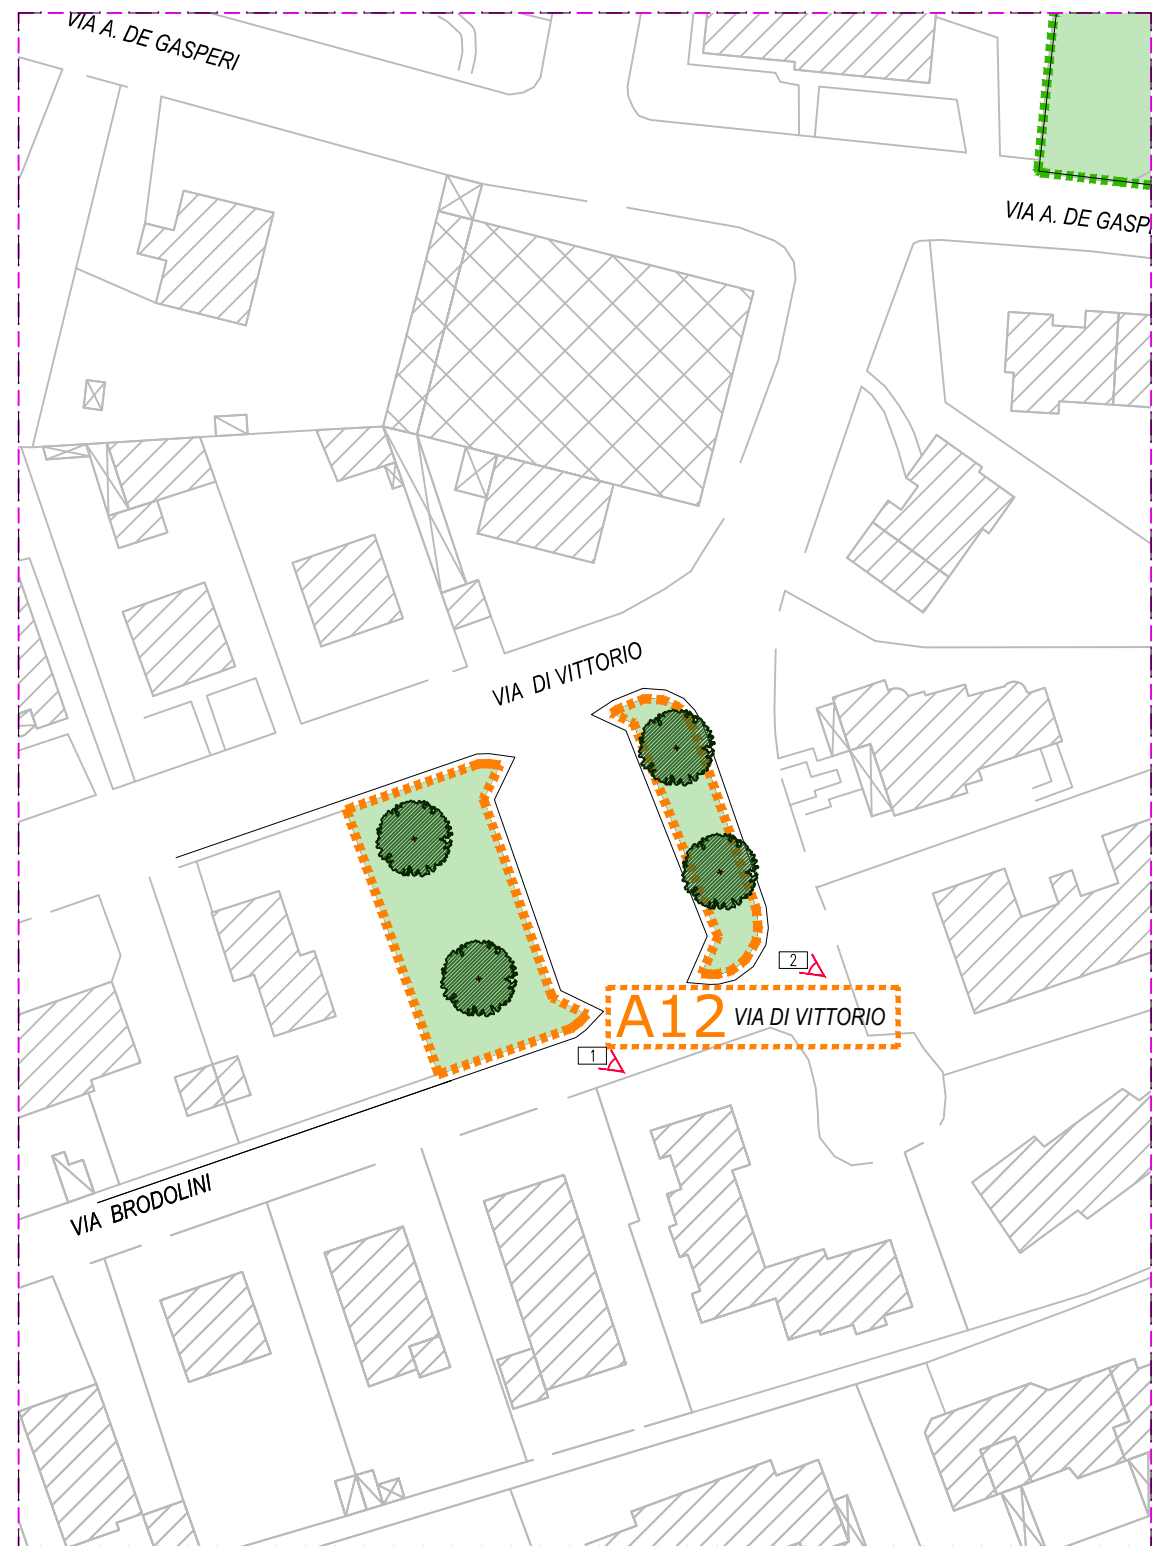 VIA A. DE GASPERI
VIA A. DE GASP
VIA DI VITTORIO
2
A12 VIA DI VITTORIO
1
VIA BRODOLINI